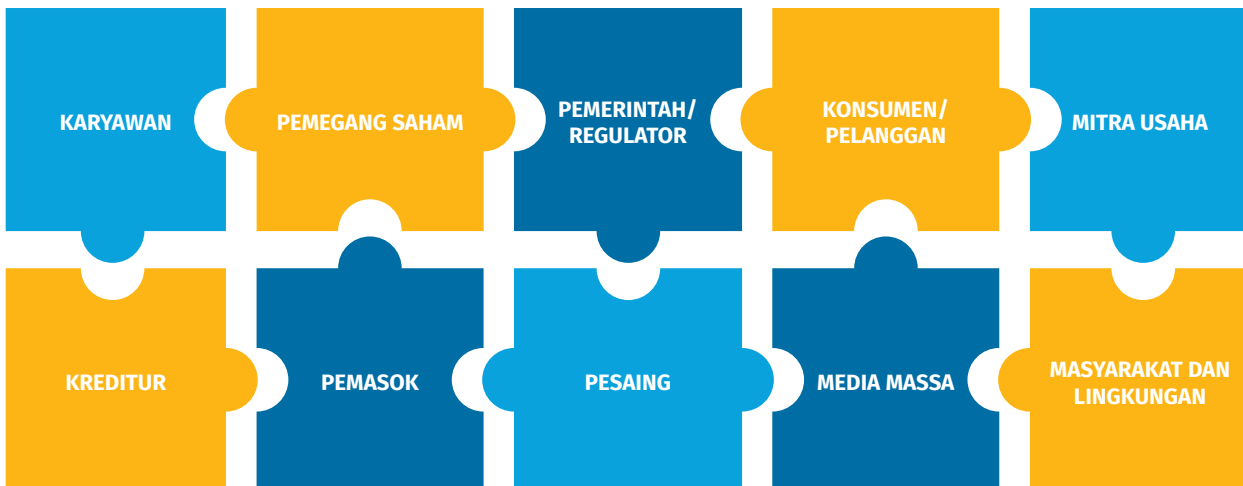 KARYAWAN
PEMEGANG SAHAM
PEMERINTAH/
REGULATOR
KONSUMEN/
PELANGGAN
MITRA USAHA
KREDITUR
PEMASOK
PESAING
MEDIA MASSA
MASYARAKAT DAN
LINGKUNGAN